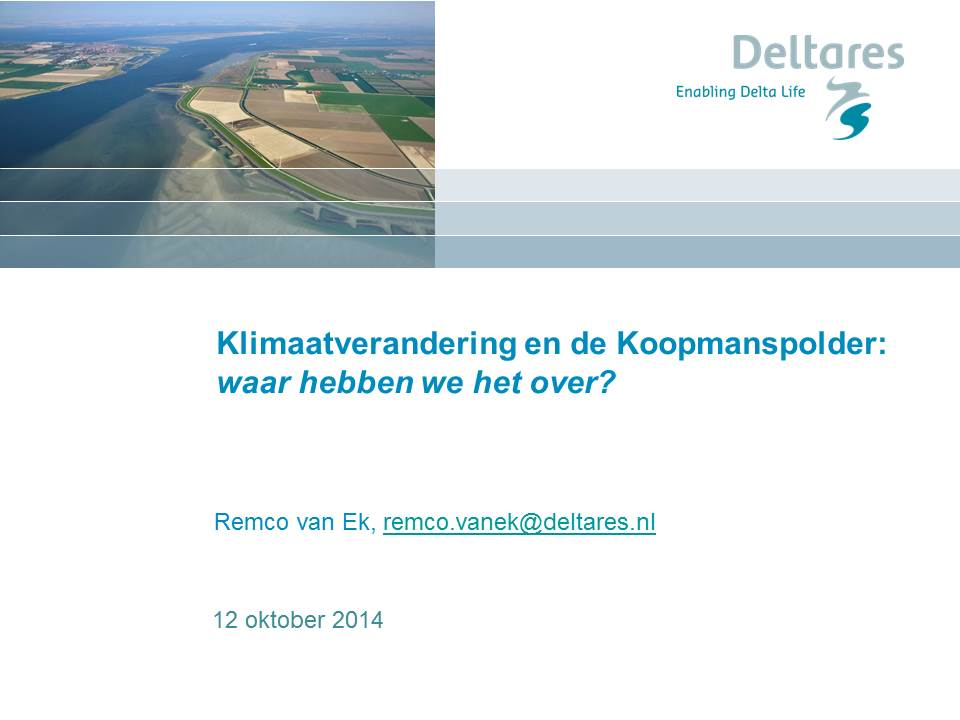 Deltares
Enabling Delta Life
Klimaatverandering en de Koopmanspolder:
waar hebben we het over?
Remco van Ek, remco.vanek@deltares.nl
12 oktober 2014